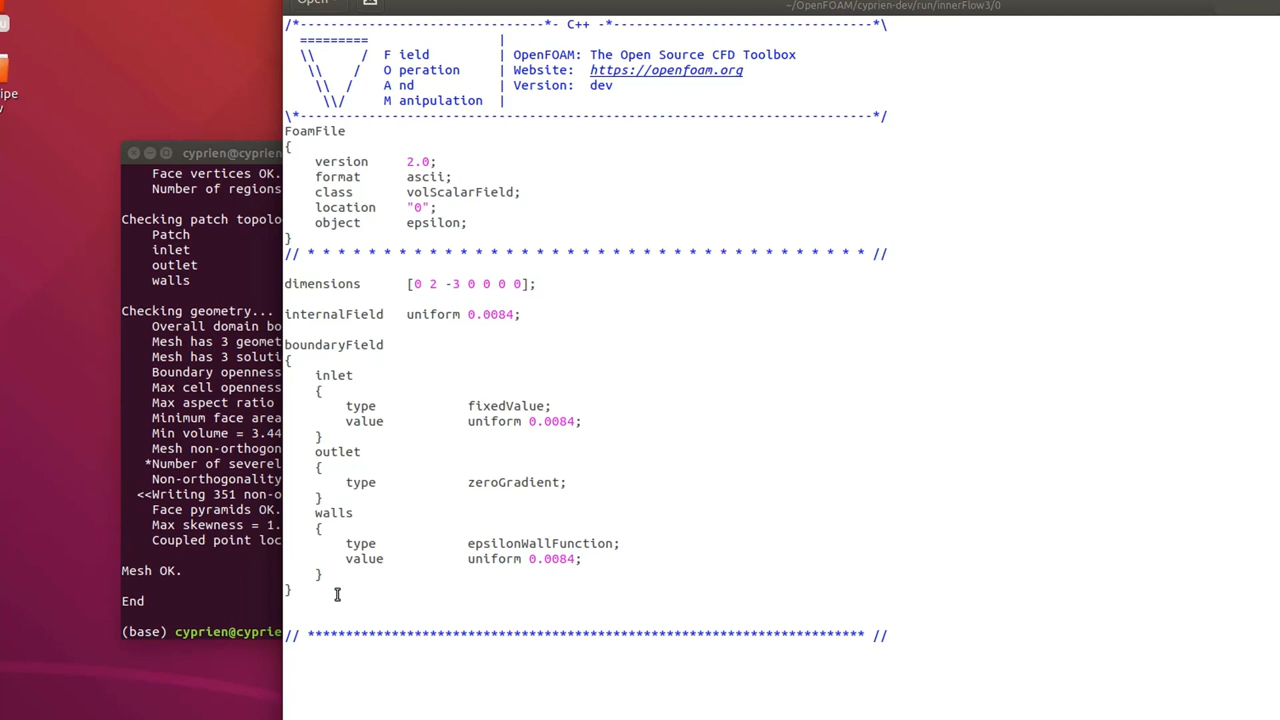 Open
~/OpenFOAM/cyprien-dev/run/innerFlow3/0
/*--------------------------------*- C++ -*----------------------------------*\
=========                 |
\\      /  F ield         | OpenFOAM: The Open Source CFD Toolbox
\\    /   O peration     | Website:  https://openfoam.org
\\  /    A nd           | Version:  dev
\\/     M anipulation  |
\*---------------------------------------------------------------------------*/
FoamFile
{
version     2.0;
format      ascii;
class       volScalarField;
location    "0";
object      epsilon;
}
// * * * * * * * * * * * * * * * * * * * * * * * * * * * * * * * * * * * * * //
dimensions      [0 2 -3 0 0 0 0];
internalField   uniform 0.0084;
boundaryField
{
inlet
{
type            fixedValue;
value           uniform 0.0084;
}
outlet
{
type            zeroGradient;
}
walls
{
type            epsilonWallFunction;
value           uniform 0.0084;
}
}
// ************************************************************************* //
cyprien@cyprien
Face vertices OK.
Number of regions
Checking patch topolo
Patch
inlet
outlet
walls
Checking geometry...
Overall domain bo
Mesh has 3 geomet
Mesh has 3 soluti
Boundary openness
Max cell openness
Max aspect ratio
Minimum face area
Min volume = 3.44
Mesh non-orthogon
*Number of severel
Non-orthogonality
<<Writing 351 non-o
Face pyramids OK.
Max skewness = 1.
Coupled point loc
Mesh OK.
End
(base) cyprien@cyprie